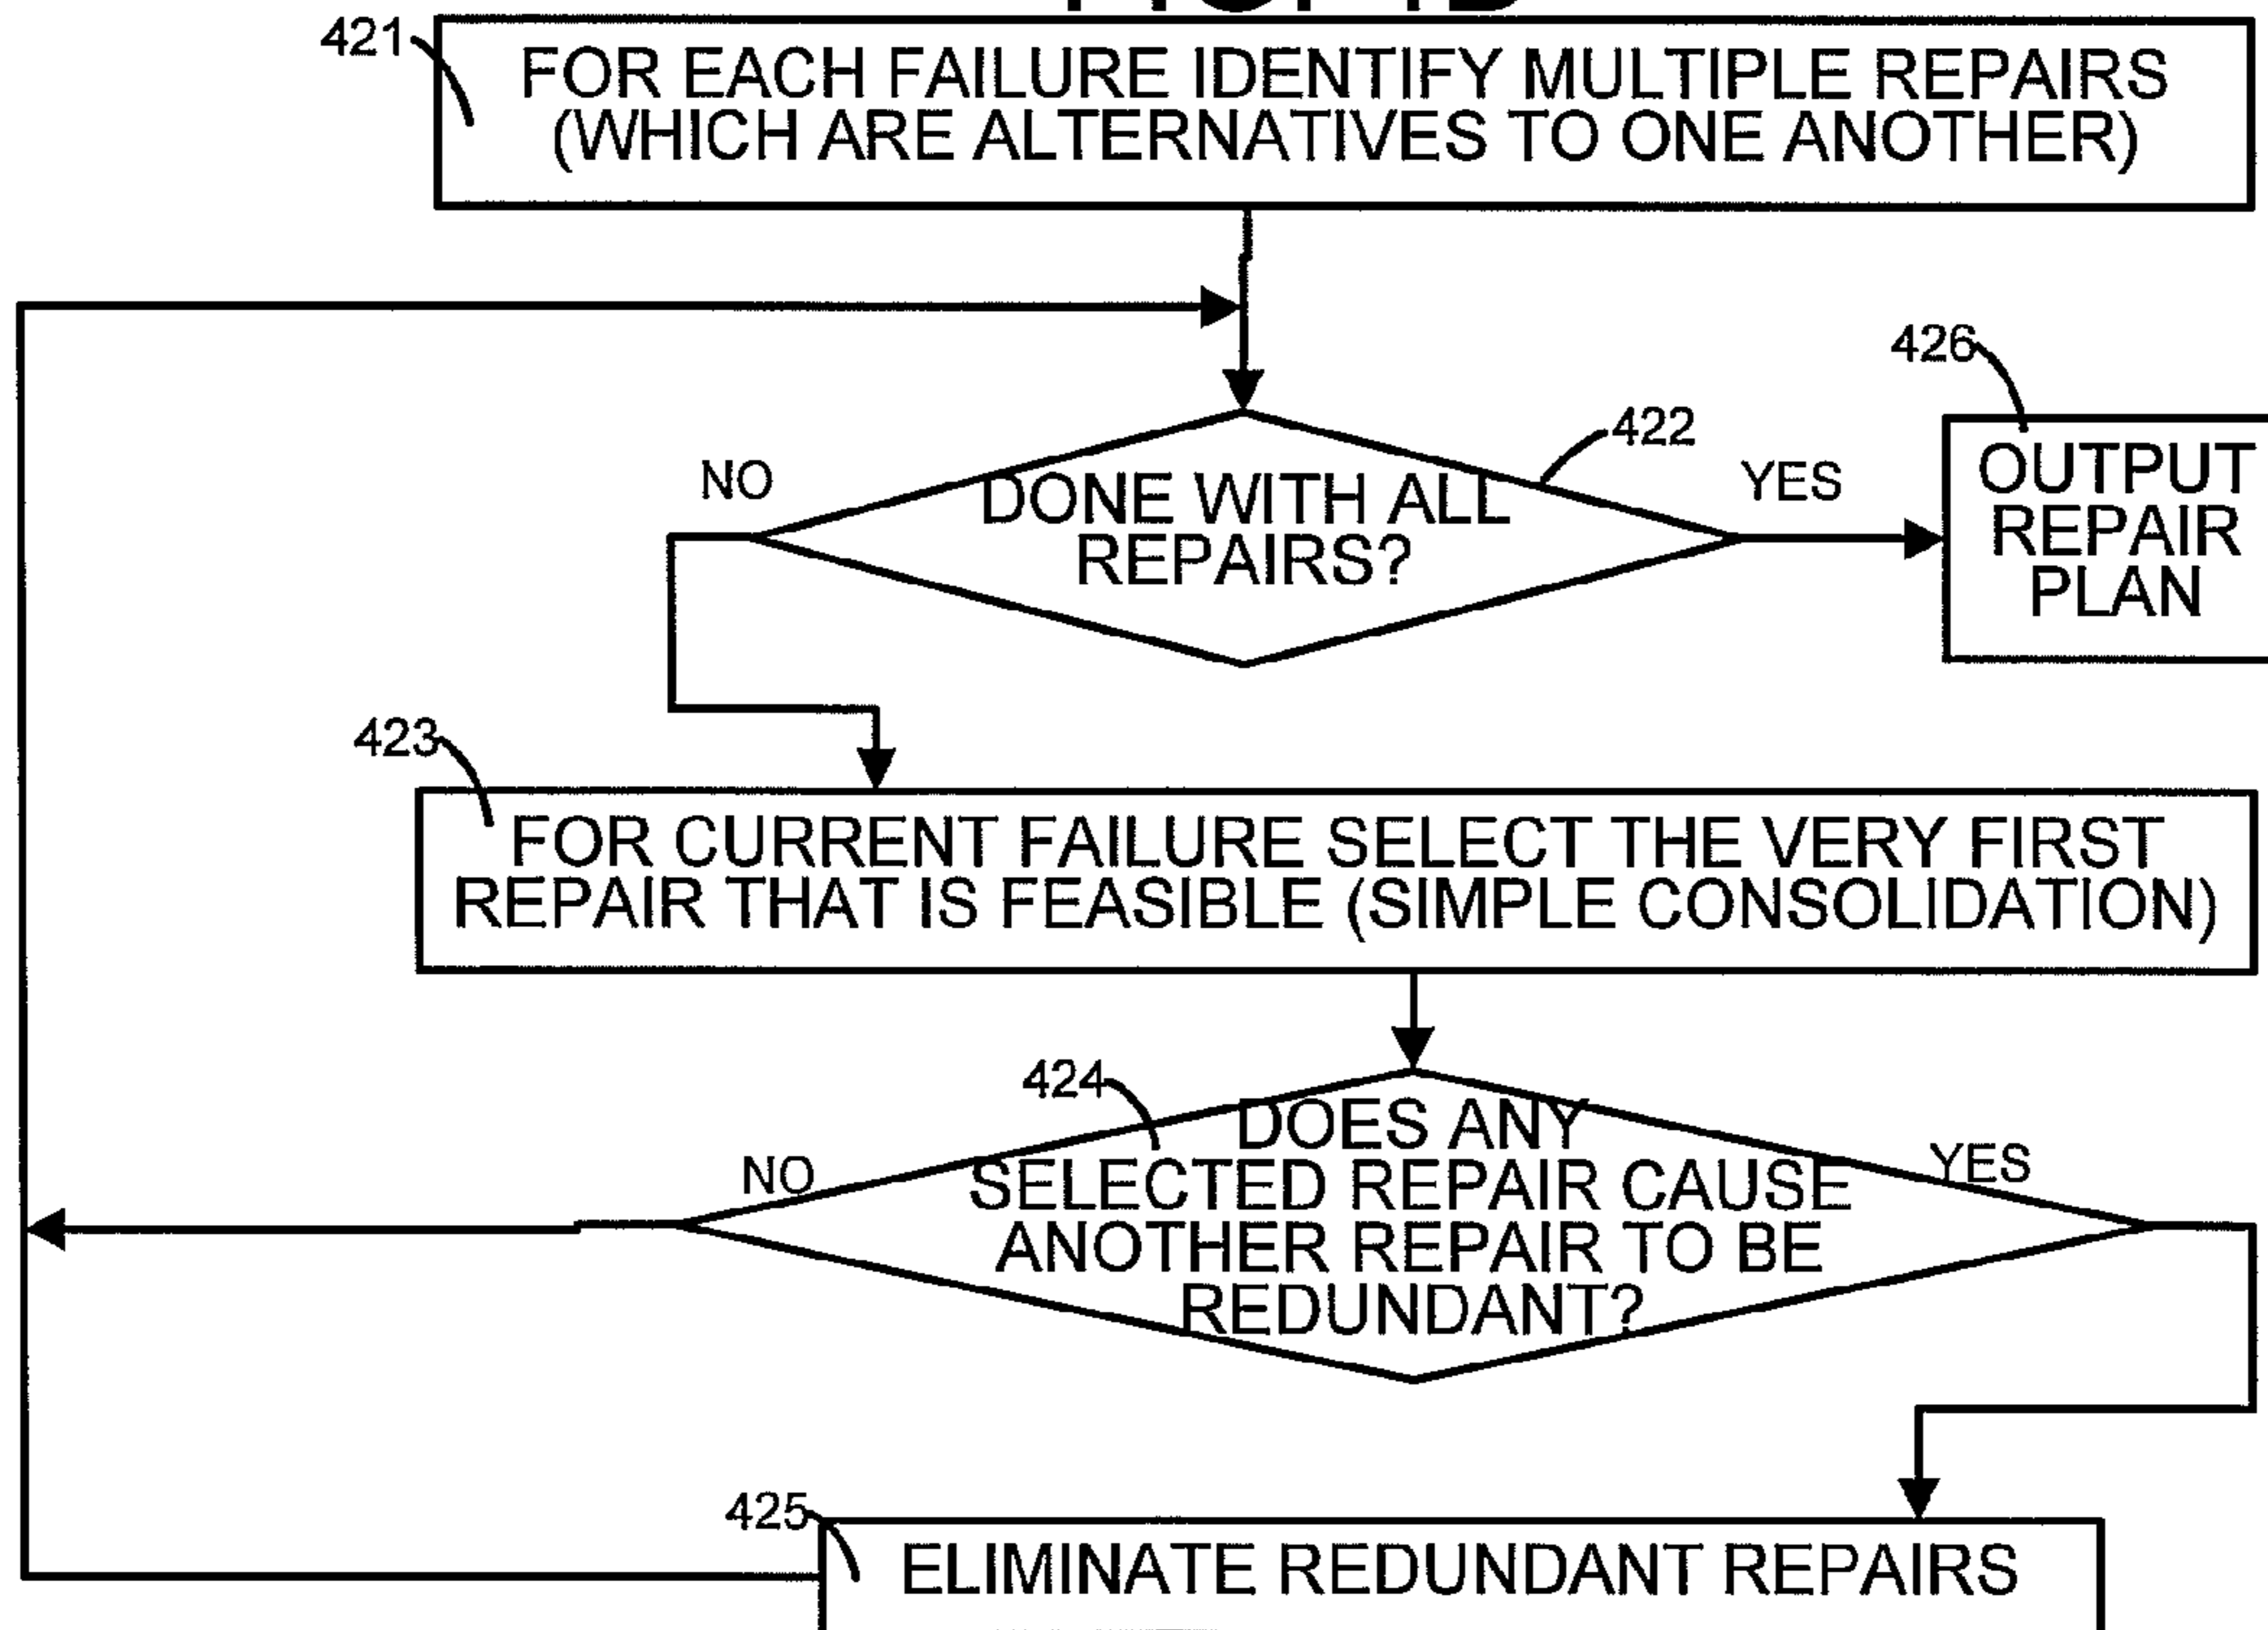 421
FOR EACH FAILURE IDENTIFY MULTIPLE REPAIRS
(WHICH ARE ALTERNATIVES TO ONE ANOTHER)
426
422
NO
YES
DONE WITH ALL
REPAIRS?
OUTPUT
REPAIR
PLAN
423
FOR CURRENT FAILURE SELECT THE VERY FIRST
REPAIR THAT IS FEASIBLE (SIMPLE CONSOLIDATION)
424
NO
YES
DOES ANY
SELECTED REPAIR CAUSE
ANOTHER REPAIR TO BE
REDUNDANT?
425
ELIMINATE REDUNDANT REPAIRS